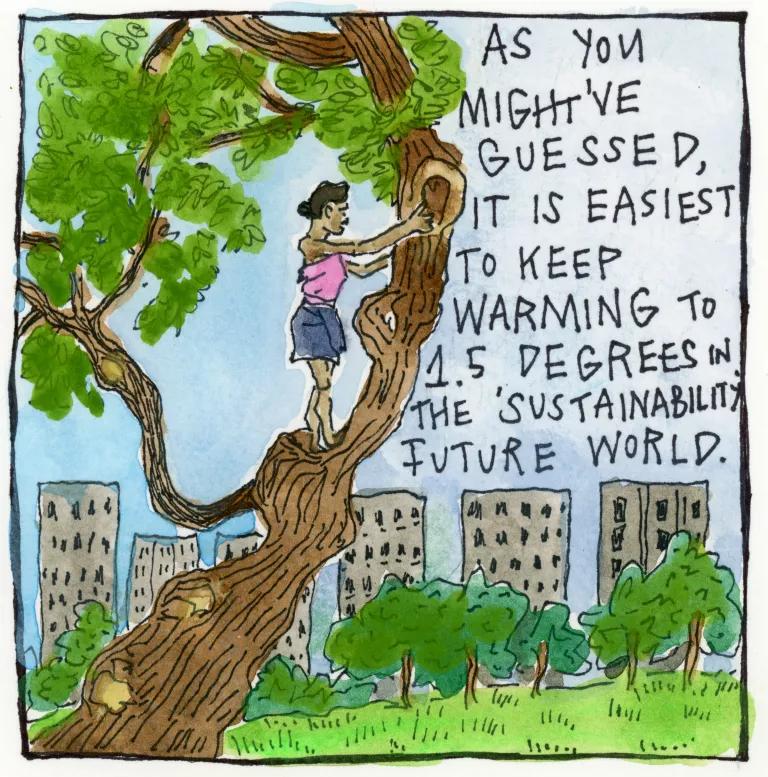 AS YOU
MIGHT'VE
GUESSED,
IT IS EASIEST
TO KEEP
WARMING TO
1.5 DEGREES IN
THE 'SUSTAINABILITY'
FUTURE WORLD.